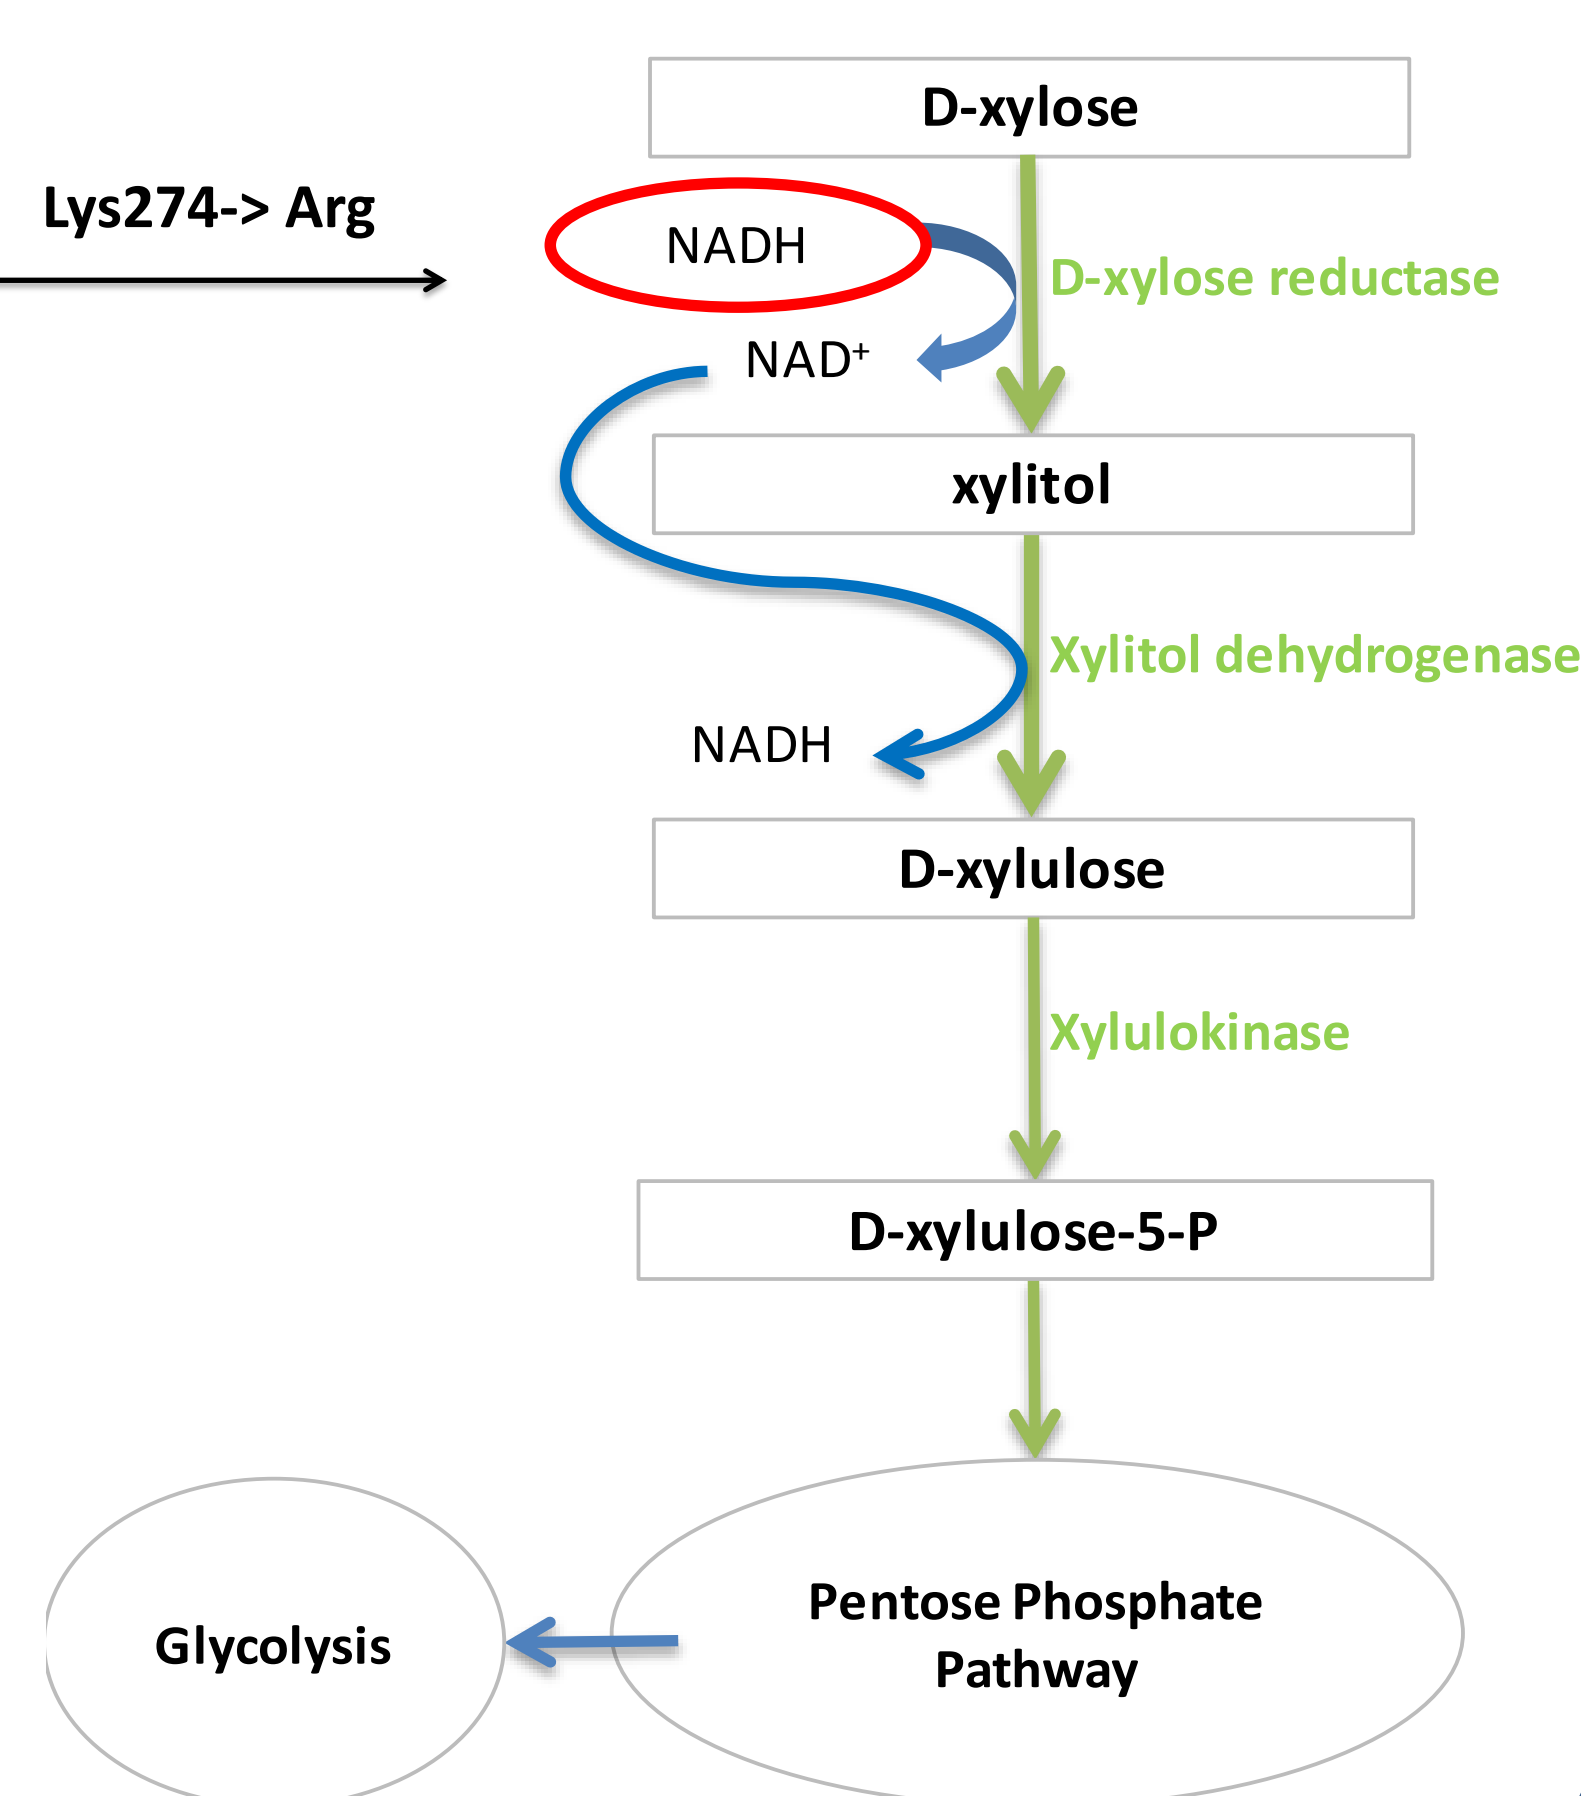 D-xylose
Lys274-> Arg
NADH
D-xylose reductase
NAD⁺
xylitol
Xylitol dehydrogenase
NADH
D-xylulose
Xylulokinase
D-xylulose-5-P
Pentose Phosphate
Pathway
Glycolysis